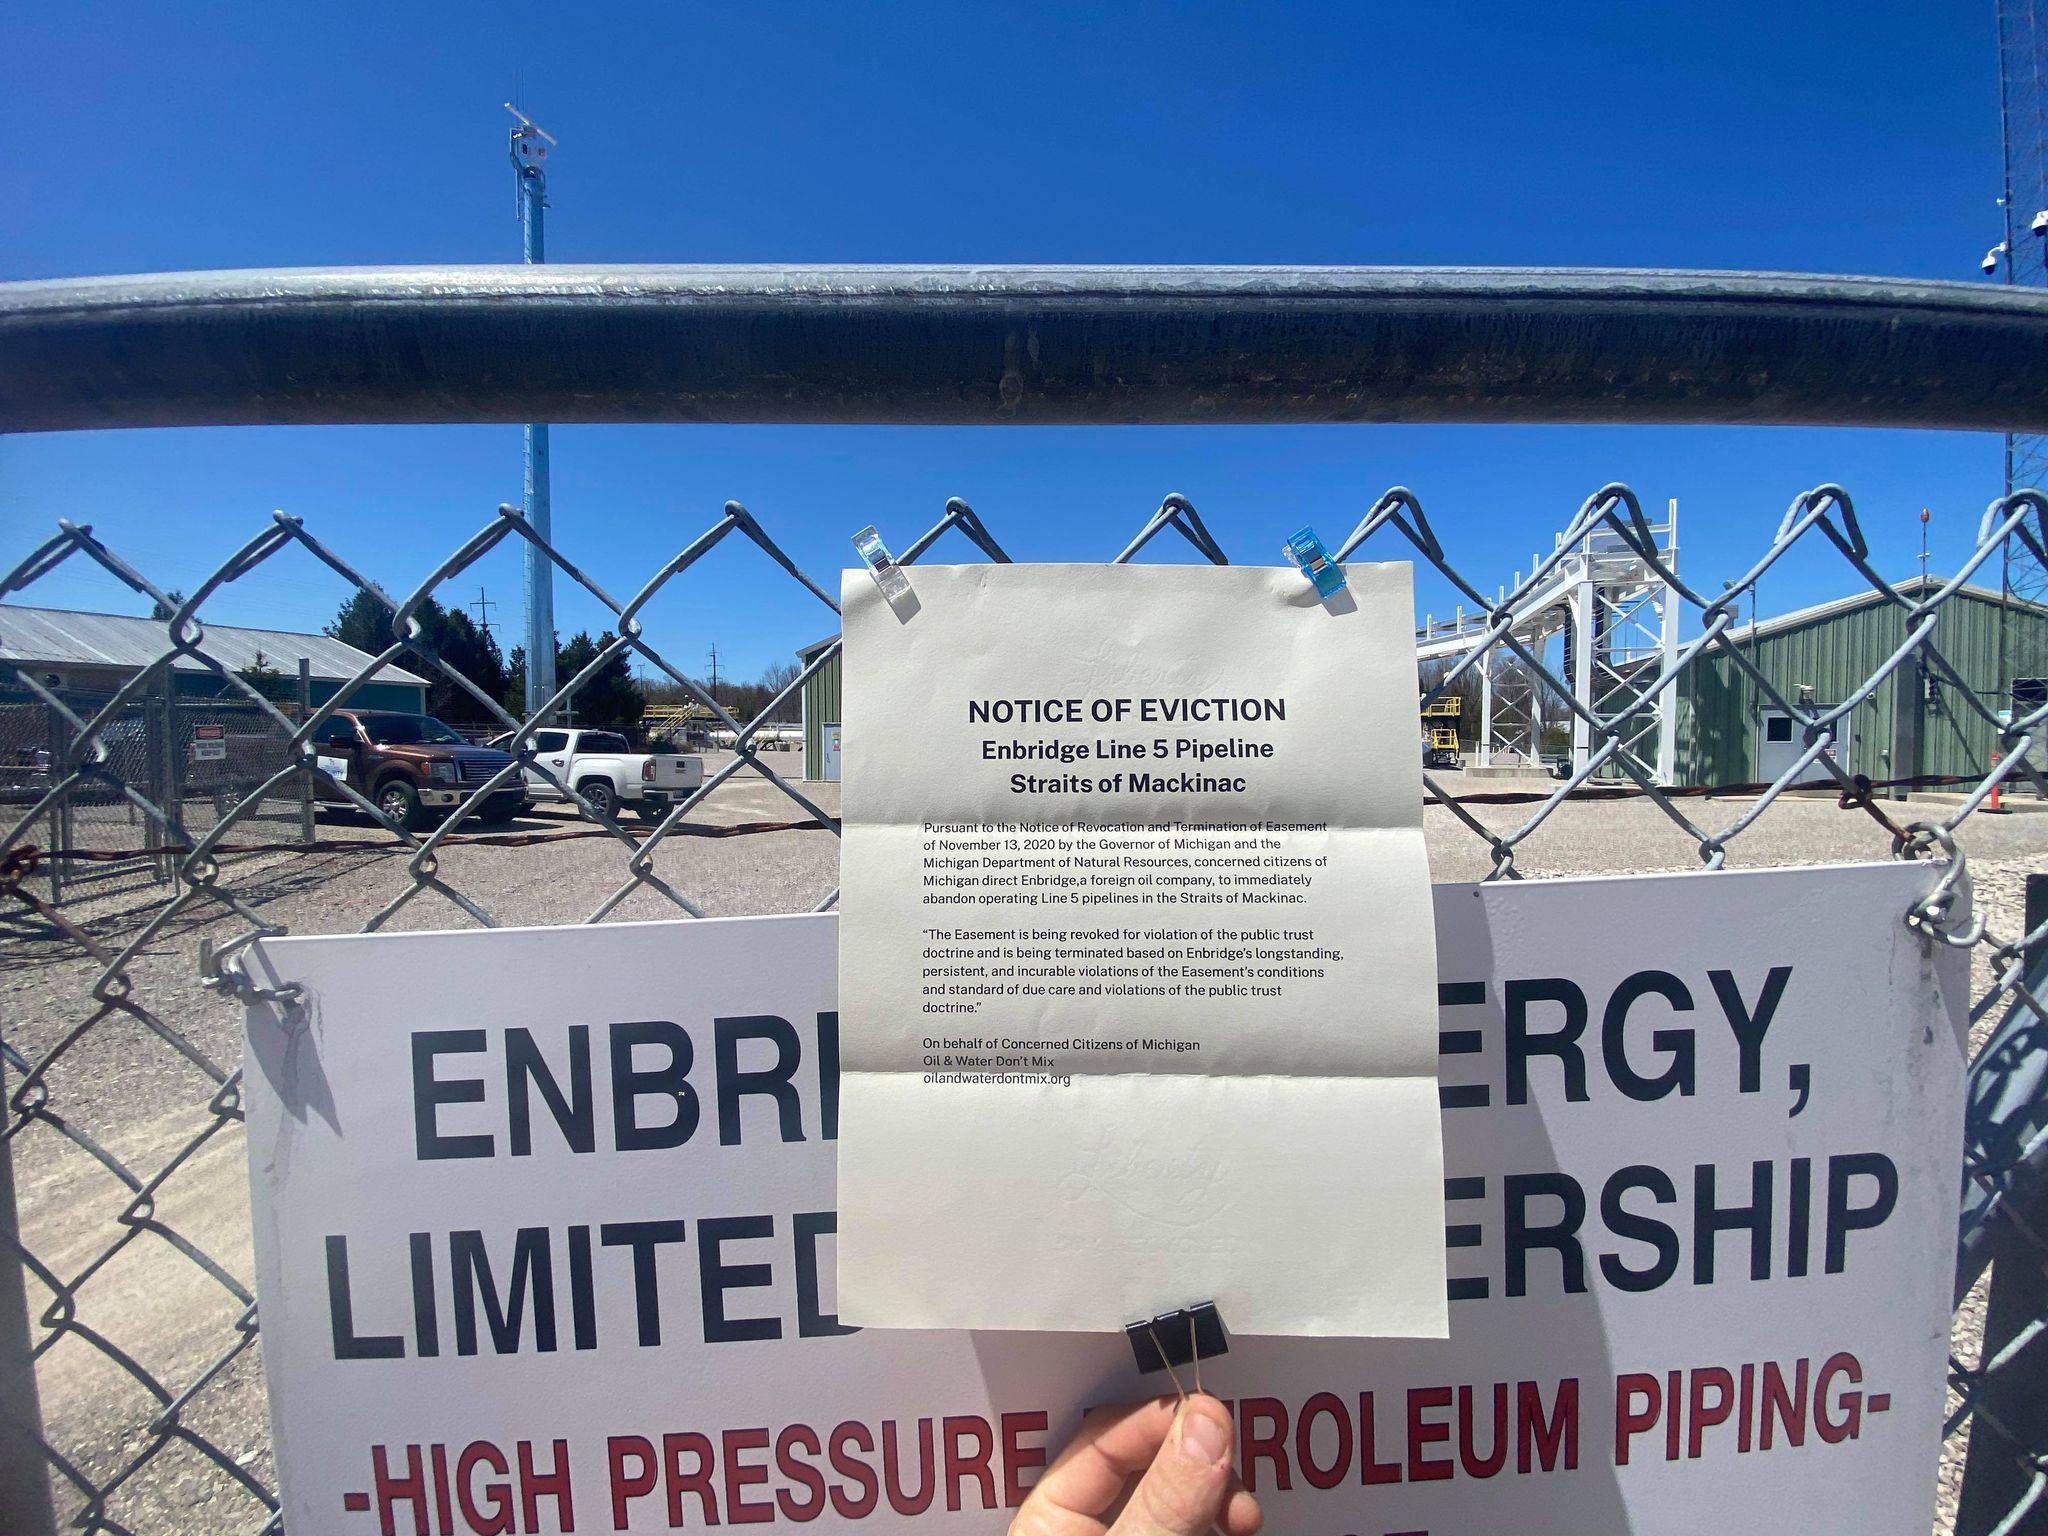 NOTICE OF EVICTION
Enbridge Line 5 Pipeline
Straits of Mackinac
Pursuant to the Notice of Revocation and Termination of Easement
of November 13, 2020 by the Governor of Michigan and the
Michigan Department of Natural Resources, concerned citizens of
Michigan direct Enbridge,a foreign oil company, to immediately
abandon operating Line 5 pipelines in the Straits of Mackinac.
“The Easement is being revoked for violation of the public trust
doctrine and is being terminated based on Enbridge’s longstanding,
persistent, and incurable violations of the Easement’s conditions
and standard of due care and violations of the public trust
doctrine.”
On behalf of Concerned Citizens of Michigan
Oil & Water Don’t Mix
oilandwaterdontmix.org
Liberty
ENBRI ERGY,
LIMITED ERSHIP
-HIGH PRESSURE TROLEUM PIPING-